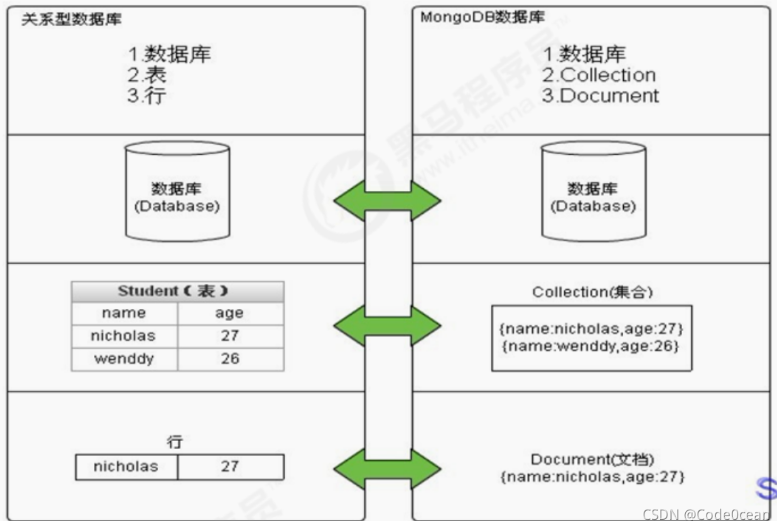 关系型数据库
1.数据库
2.表
3.行
MongoDB数据库
1.数据库
2.Collection
3.Document
黑马程序员™
www.itheima
数据库
(Database)
数据库
(Database)
Student（表）
name age
nicholas 27
wenddy 26
Collection(集合)
{name:nicholas,age:27}
{name:wenddy,age:26}
行
nicholas 27
Document(文档)
{name:nicholas,age:27}
S
CSDN @CodeOcean